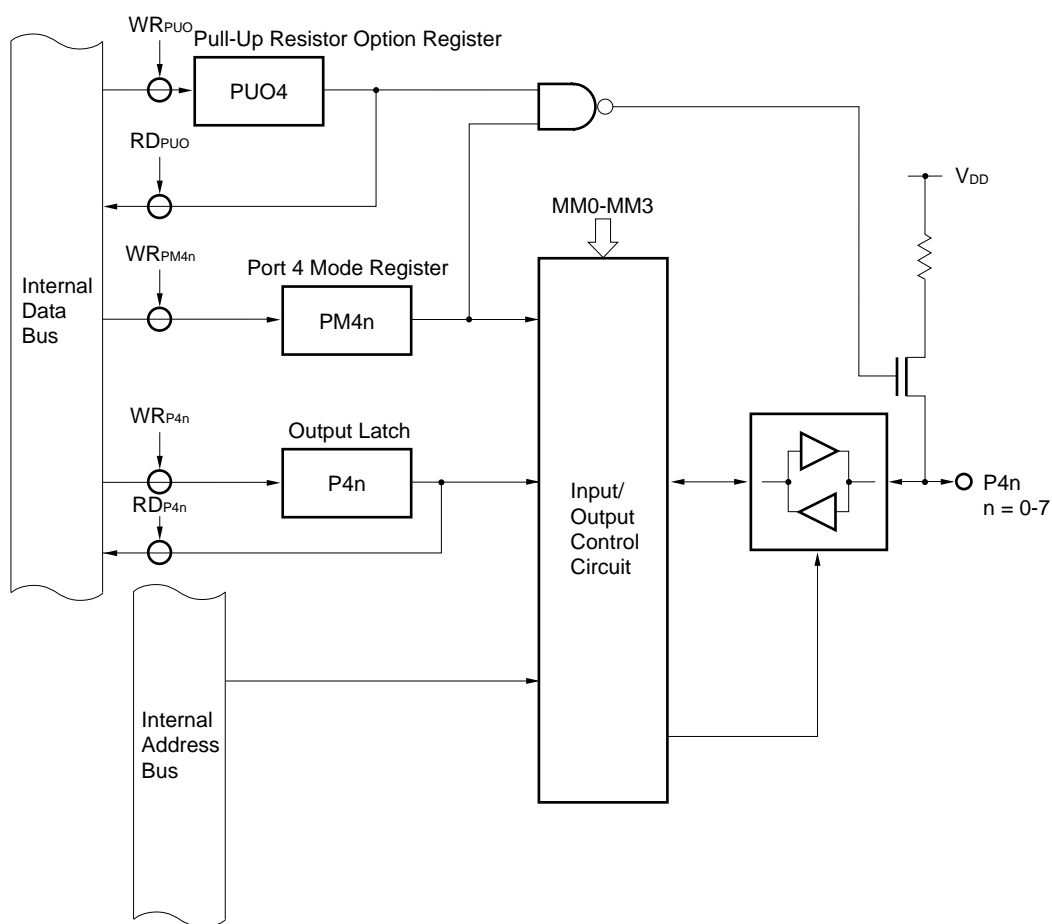 WRPUO
Pull-Up Resistor Option Register
PUO4
RDPUO
VDD
MM0-MM3
WRPM4n
Port 4 Mode Register
Internal
Data
Bus
PM4n
WRP4n
Output Latch
P4n
RDP4n
Input/
Output
Control
Circuit
P4n
n = 0-7
Internal
Address
Bus